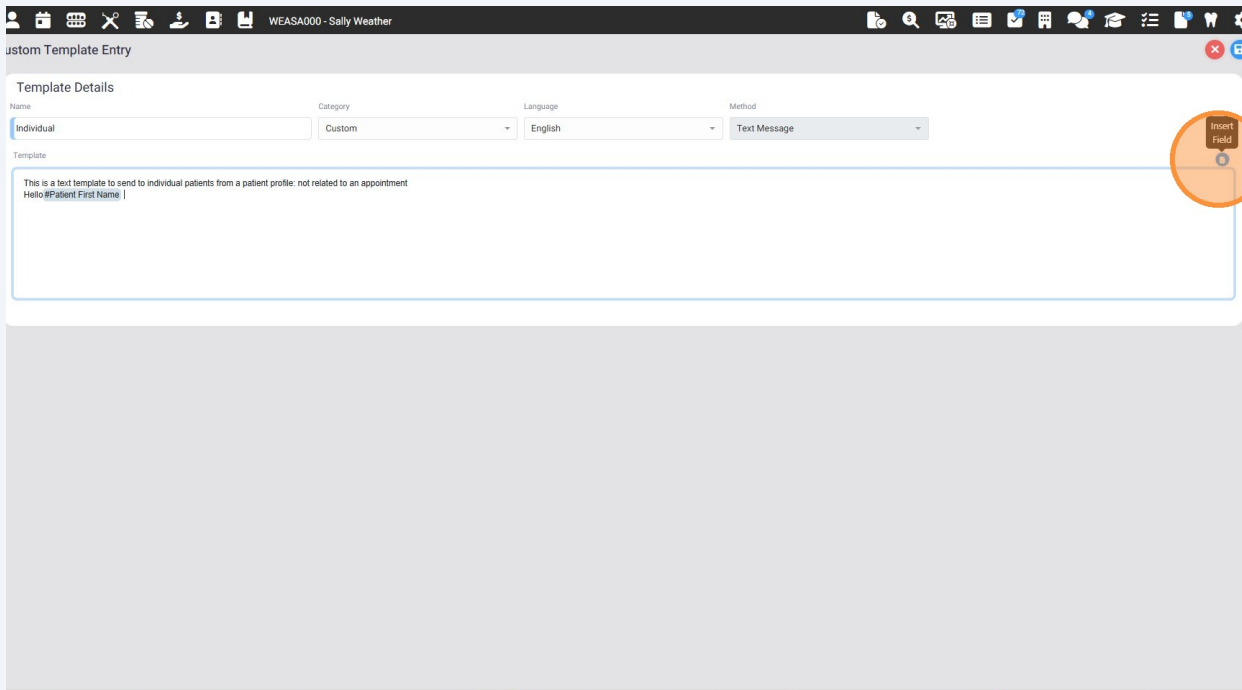 WEASA000 - Sally Weather
72
4
ustom Template Entry
Template Details
Name
Category
Language
Method
Individual
Custom
English
Text Message
Insert
Field
Template
This is a text template to send to individual patients from a patient profile: not related to an appointment
Hello #Patient First Name